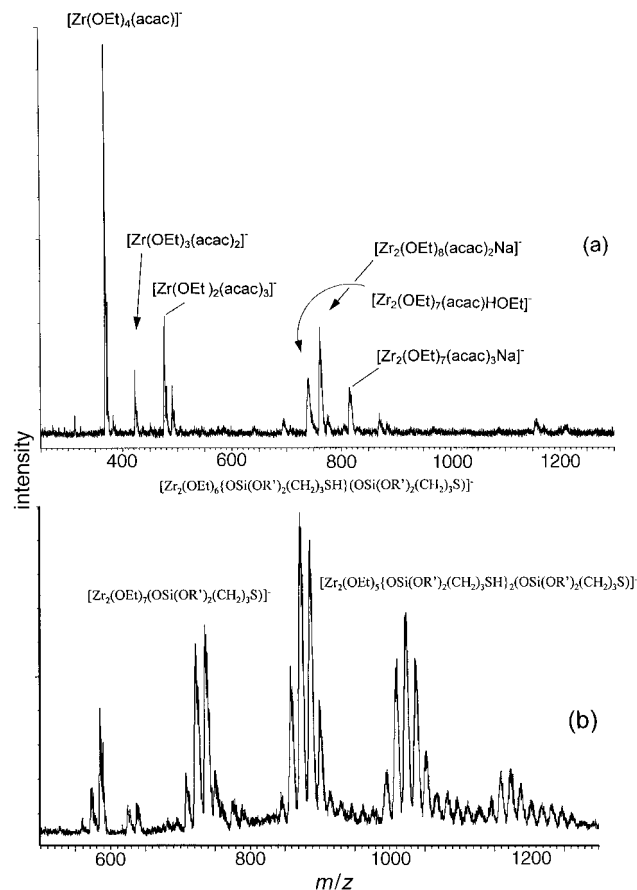 [Zr(OEt)4(acac)]-
[Zr(OEt)3(acac)2]-
[Zr(OEt)2(acac)3]-
[Zr2(OEt)8(acac)2Na]-
(a)
[Zr2(OEt)7(acac)HOEt]-
[Zr2(OEt)7(acac)3Na]-
400 600 800 1000 1200
intensity
[Zr2(OEt)6{OSi(OR')2(CH2)3SH}(OSi(OR')2(CH2)3S)]-
[Zr2(OEt)7(OSi(OR')2(CH2)3S)]-
[Zr2(OEt)5{OSi(OR')2(CH2)3SH}2(OSi(OR')2(CH2)3S)]-
(b)
600 800 1000 1200
m/z